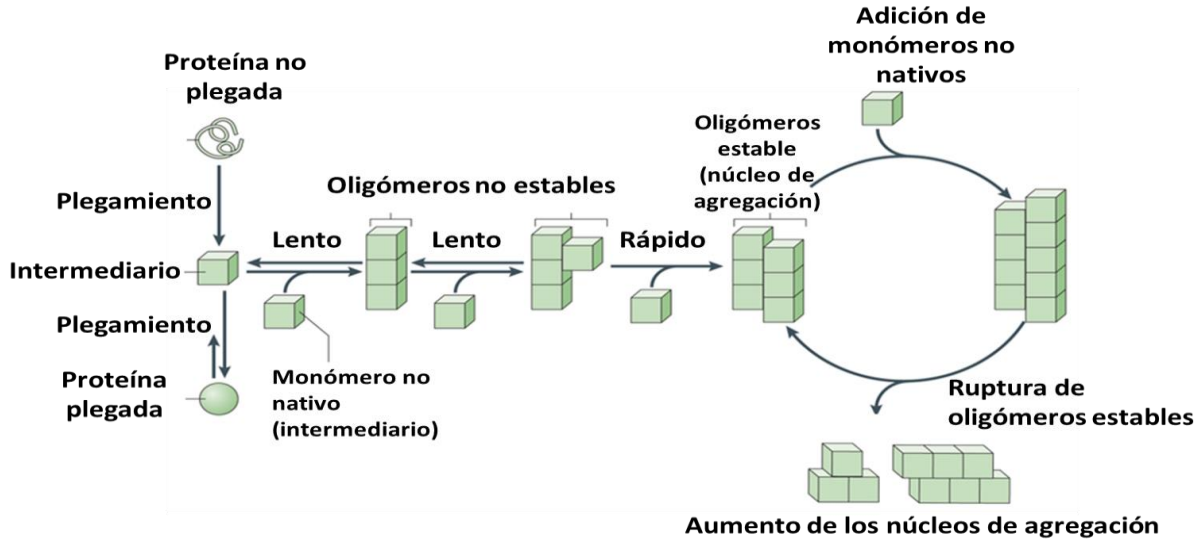 Adición de
monómeros no
nativos
Proteína no
plegada
Oligómeros
estable
(núcleo de
agregación)
Oligómeros no estables
Plegamiento
Lento
Lento
Rápido
Intermediario
Plegamiento
Proteína
plegada
Monómero no
nativo
(intermediario)
Ruptura de
oligómeros estables
Aumento de los núcleos de agregación